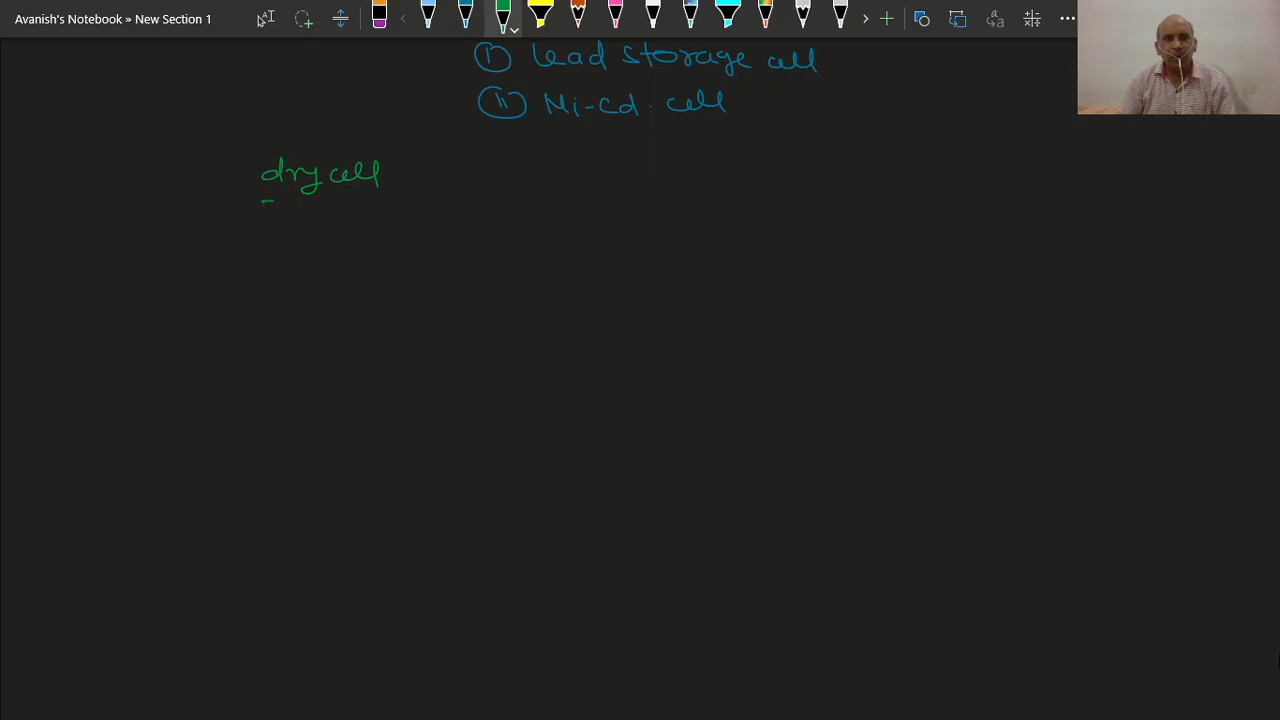 Avanish's Notebook » New Section 1
(i) Lead storage cell
(ii) Ni-Cd. cell
dry cell